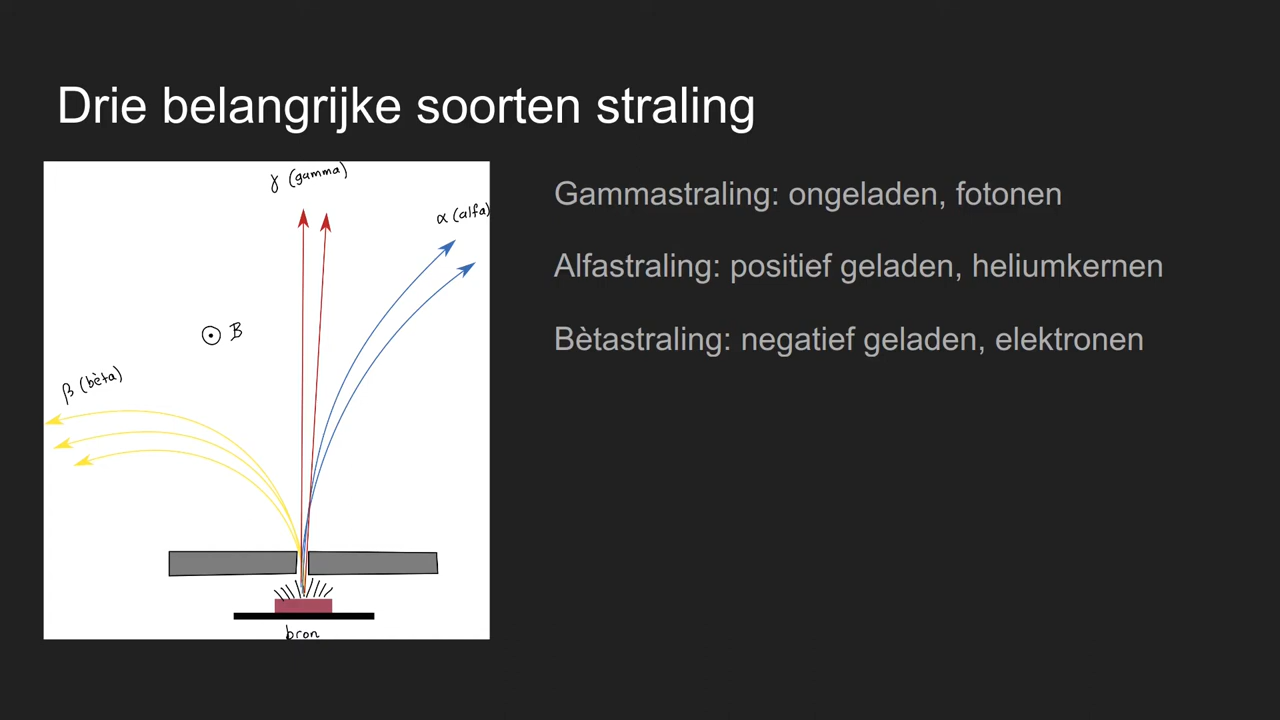 Drie belangrijke soorten straling
γ (gamma)
α (alfa)
B
β (bèta)
bron
Gammastraling: ongeladen, fotonen
Alfastraling: positief geladen, heliumkernen
Bètastraling: negatief geladen, elektronen